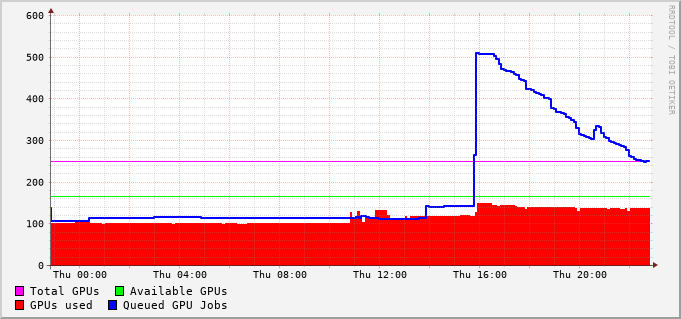 600
500
400
300
200
100
0
Thu 00:00 Thu 04:00 Thu 08:00 Thu 12:00 Thu 16:00 Thu 20:00
Total GPUs Available GPUs
GPUs used Queued GPU Jobs
RRDTOOL / TOBI OETIKER